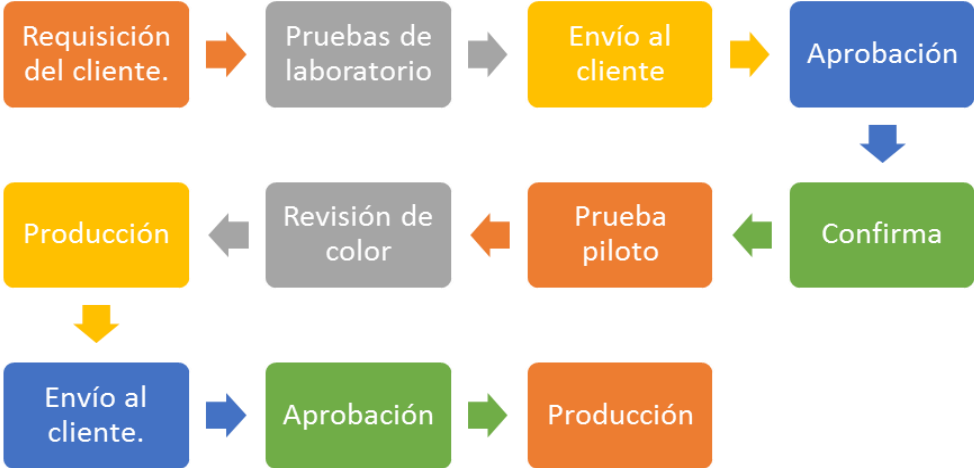 Requisición
del cliente.
Pruebas de
laboratorio
Envío al
cliente
Aprobación
Confirma
Prueba
piloto
Revisión de
color
Producción
Envío al
cliente.
Aprobación
Producción